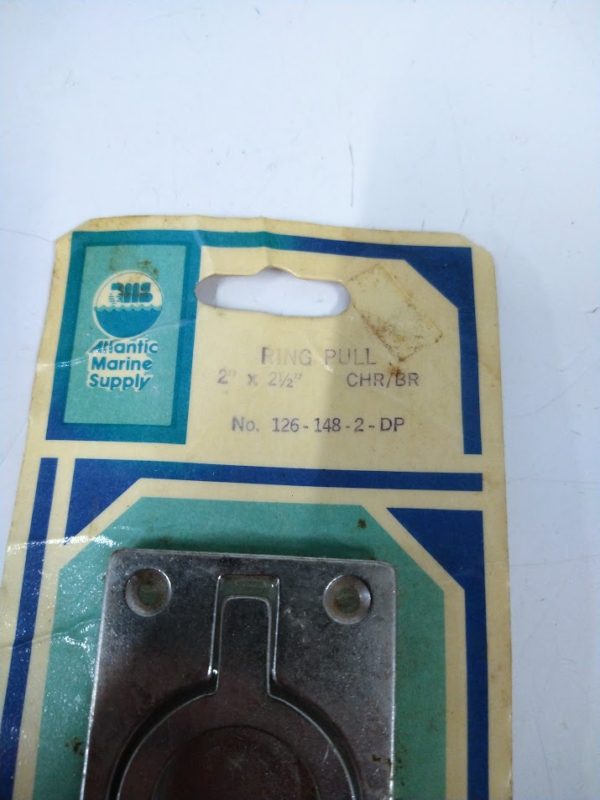 AMS
Atlantic
Marine
Supply
RING PULL
2" x 2½" CHR/BR
No. 126-148-2-DP